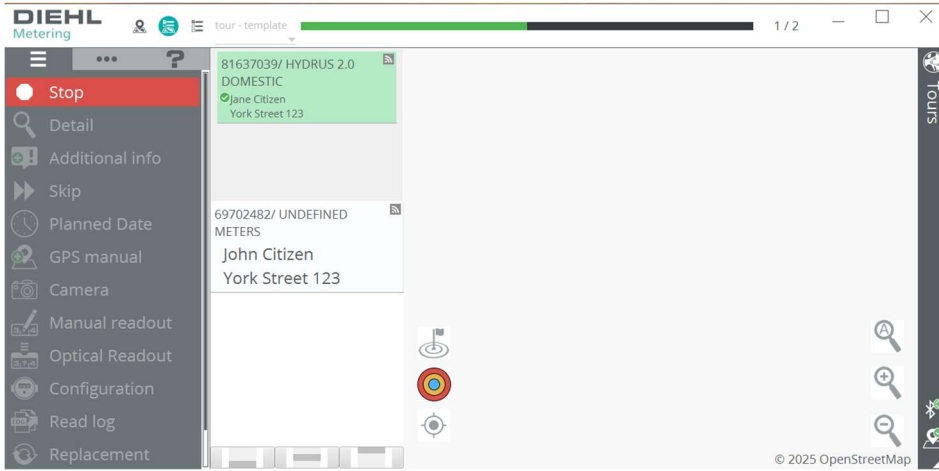 DIEHL
Metering
tour - template
1 / 2
?
Stop
Detail
Additional info
Skip
Planned Date
GPS manual
Camera
Manual readout
Optical Readout
Configuration
Read log
Replacement
81637039/ HYDRUS 2.0
DOMESTIC
Jane Citizen
York Street 123
69702482/ UNDEFINED
METERS
John Citizen
York Street 123
Tours
A
© 2025 OpenStreetMap